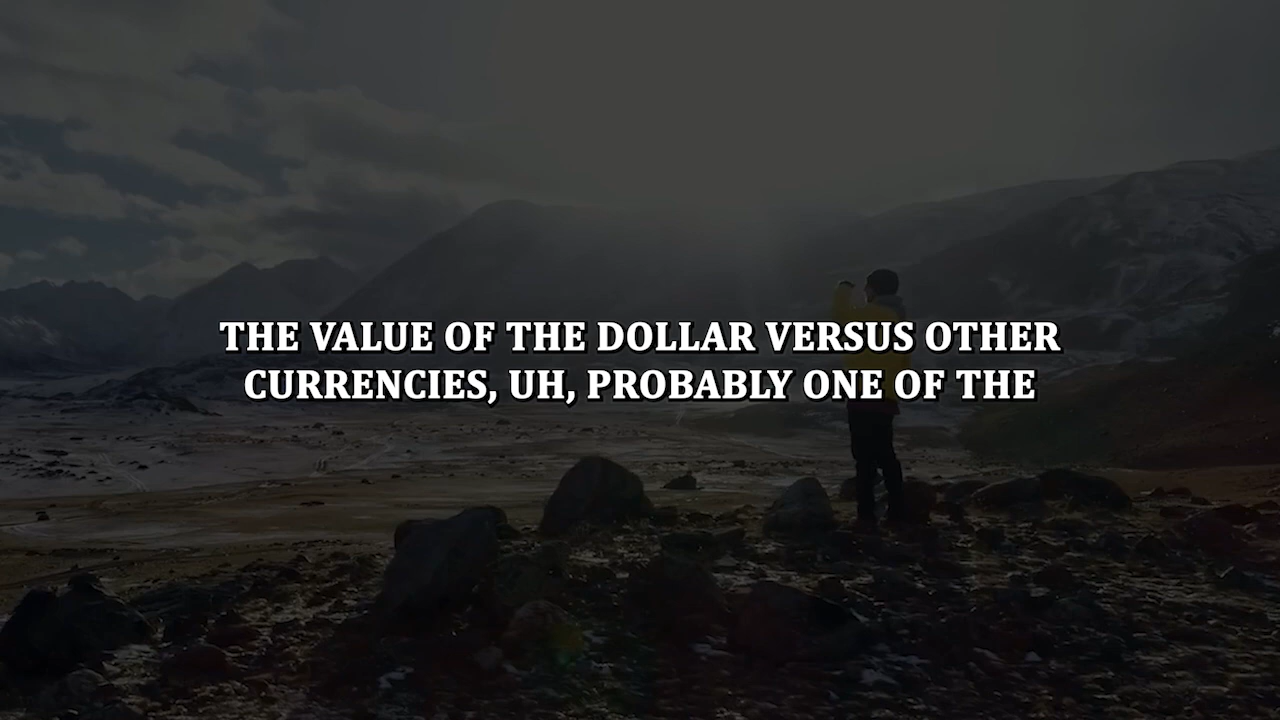 THE VALUE OF THE DOLLAR VERSUS OTHER
CURRENCIES, UH, PROBABLY ONE OF THE